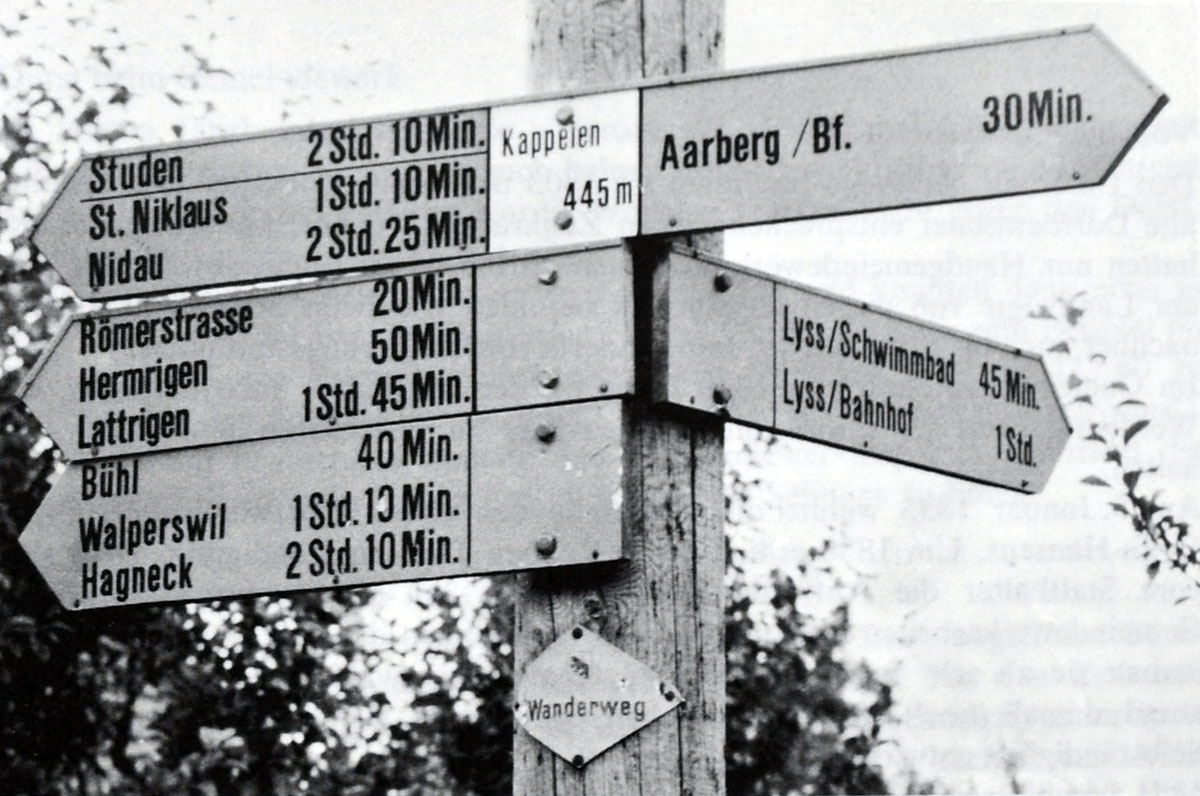 Studen 2 Std. 10 Min.
St. Niklaus 1 Std. 10 Min.
Nidau 2 Std. 25 Min.
Kappelen
445 m
Aarberg / Bf. 30 Min.
Römerstrasse 20 Min.
Hermrigen 50 Min.
Lattrigen 1 Std. 45 Min.
Lyss/Schwimmbad 45 Min.
Lyss/Bahnhof 1 Std.
Bühl 40 Min.
Walperswil 1 Std. 10 Min.
Hagneck 2 Std. 10 Min.
Wanderweg